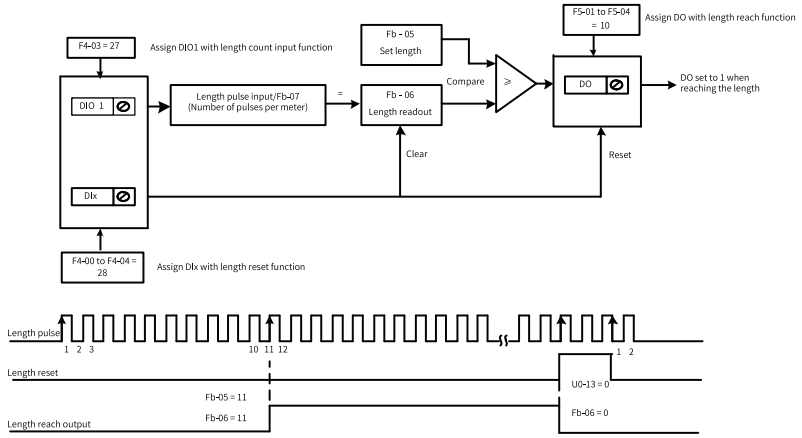 F4-03 = 27
Assign DIO1 with length count input function
Fb - 05
Set length
F5-01 to F5-04
= 10
Assign DO with length reach function
DIO 1
Length pulse input/Fb-07
(Number of pulses per meter)
=
Fb - 06
Length readout
Compare
≥
DO
DO set to 1 when
reaching the length
Clear
Reset
DIx
F4-00 to F4-04 =
28
Assign DIx with length reset function
Length pulse
1 2 3
10 11 12
1 2
Length reset
U0-13 = 0
Fb-05 = 11
Fb-06 = 11
Fb-06 = 0
Length reach output